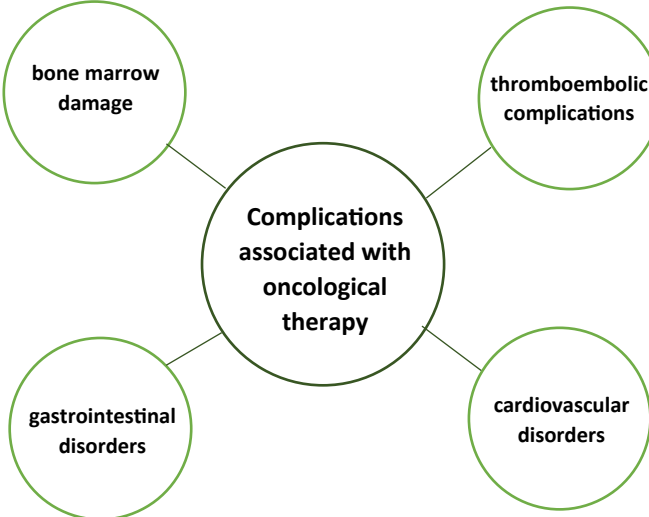 bone marrow
damage
thromboembolic
complications
Complications
associated with
oncological
therapy
gastrointestinal
disorders
cardiovascular
disorders